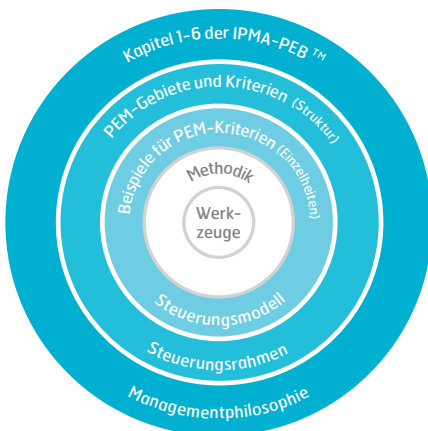 Kapitel 1-6 der IPMA-PEB ™
PEM-Gebiete und Kriterien (Struktur)
Beispiele für PEM-Kriterien (Einzelheiten)
Methodik
Werk-
zeuge
Steuerungsmodell
Steuerungsrahmen
Managementphilosophie